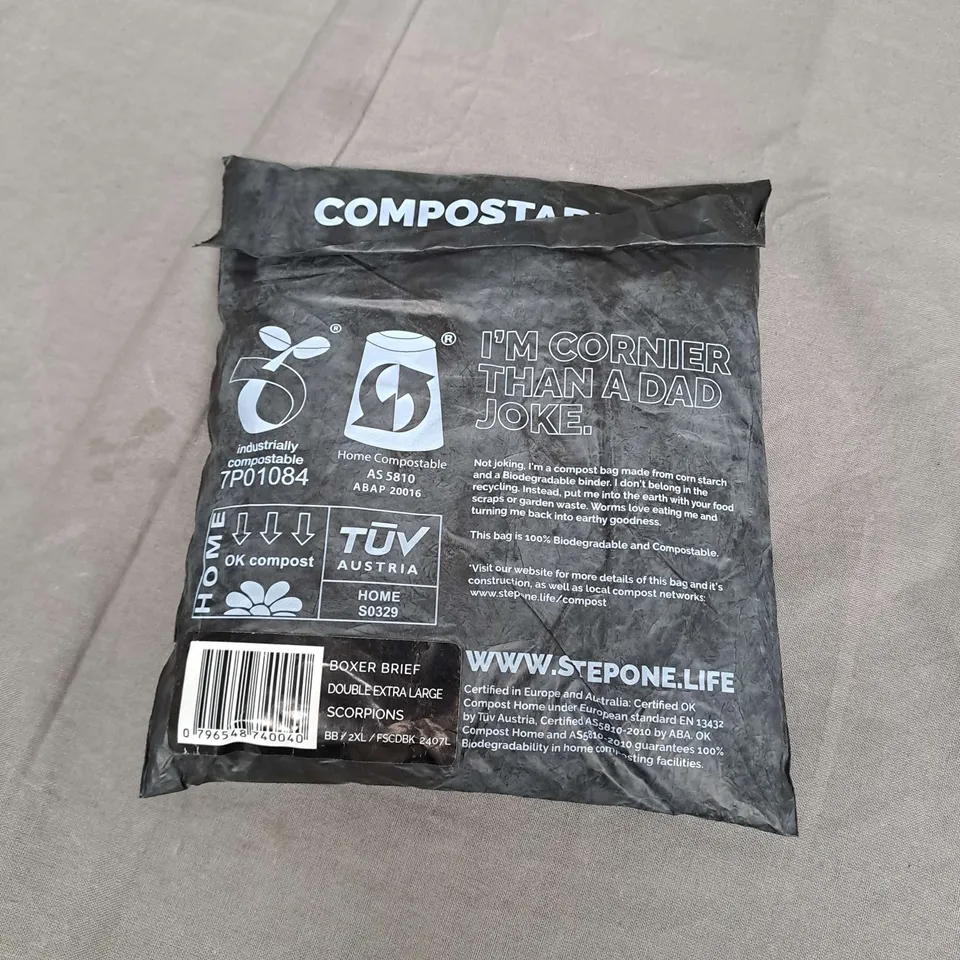 COMPOSTAB
®
industrially
compostable
7P01084
®
Home Compostable
AS 5810
ABAP 20016
HOME
OK compost
TÜV
AUSTRIA
HOME
S0329
I'M CORNIER
THAN A DAD
JOKE.
Not joking, I'm a compost bag made from corn starch
and a Biodegradable binder. I don't belong in the
recycling. Instead, put me into the earth with your food
scraps or garden waste. Worms love eating me and
turning me back into earthy goodness.
This bag is 100% Biodegradable and Compostable.
*Visit our website for more details of this bag and it's
construction, as well as local compost networks:
www.stepone.life/compost
0 796548 740040
BOXER BRIEF
DOUBLE EXTRA LARGE
SCORPIONS
BB / 2XL / FSCDBK 2407L
WWW.STEPONE.LIFE
Certified in Europe and Australia: Certified OK
Compost Home under European standard EN 13432
by Tüv Austria, Certified AS5810-2010 by ABA. OK
Compost Home and AS5810-2010 guarantees 100%
Biodegradability in home composting facilities.